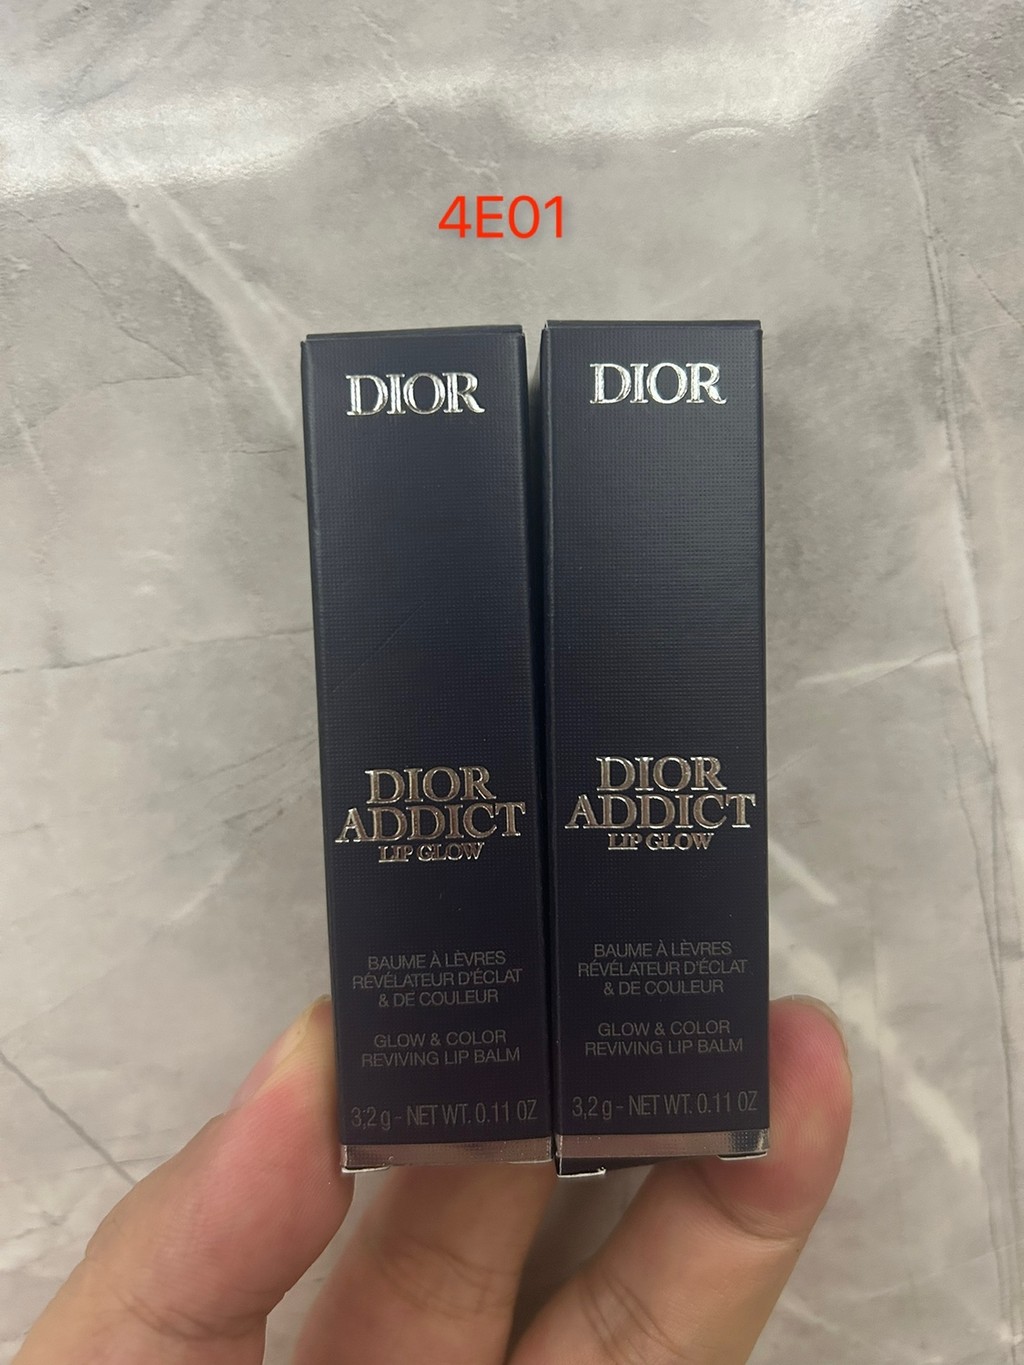 4E01
DIOR
DIOR
ADDICT
LIP GLOW
BAUME À LÈVRES
RÉVÉLATEUR D'ÉCLAT
& DE COULEUR
GLOW & COLOR
REVIVING LIP BALM
3,2 g - NET WT. 0.11 OZ
DIOR
DIOR
ADDICT
LIP GLOW
BAUME À LÈVRES
RÉVÉLATEUR D'ÉCLAT
& DE COULEUR
GLOW & COLOR
REVIVING LIP BALM
3,2 g - NET WT. 0.11 OZ